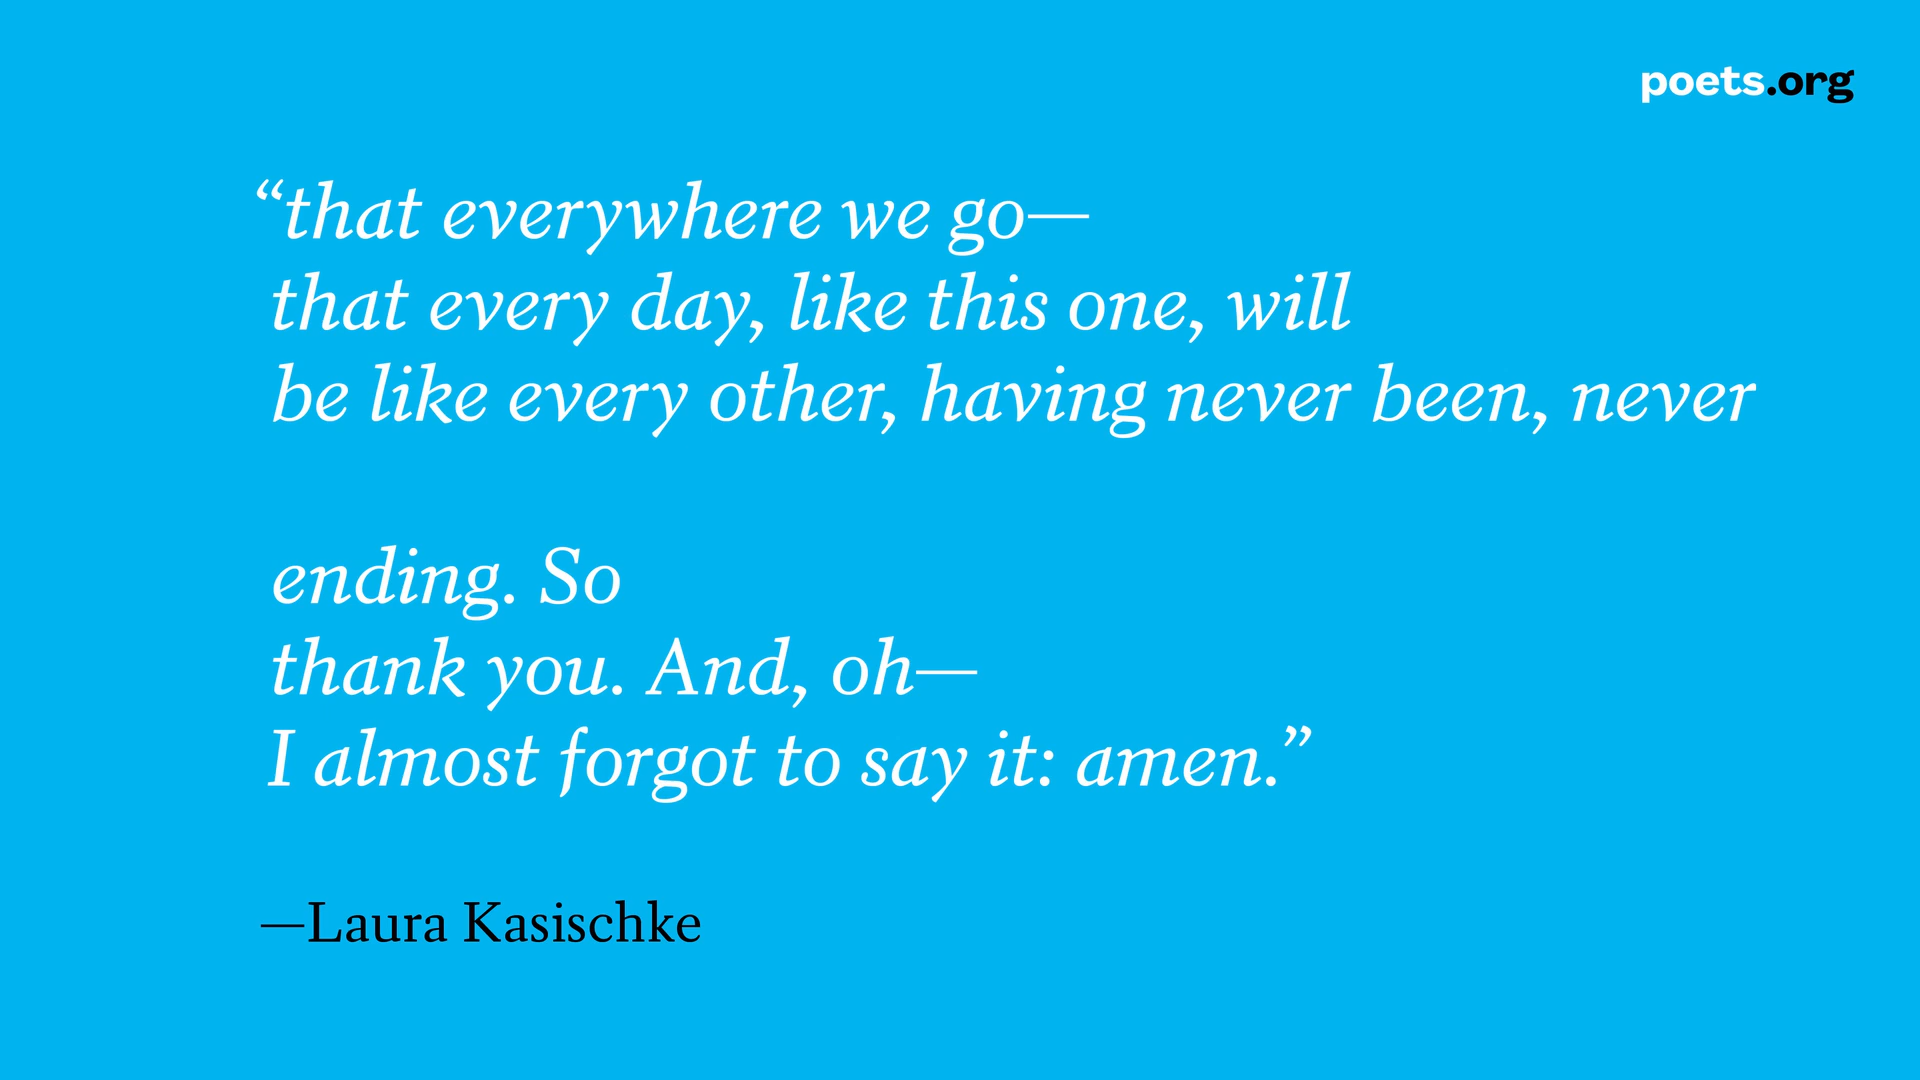 poets.org
“that everywhere we go—
that every day, like this one, will
be like every other, having never been, never
ending. So
thank you. And, oh—
I almost forgot to say it: amen.”
—Laura Kasischke